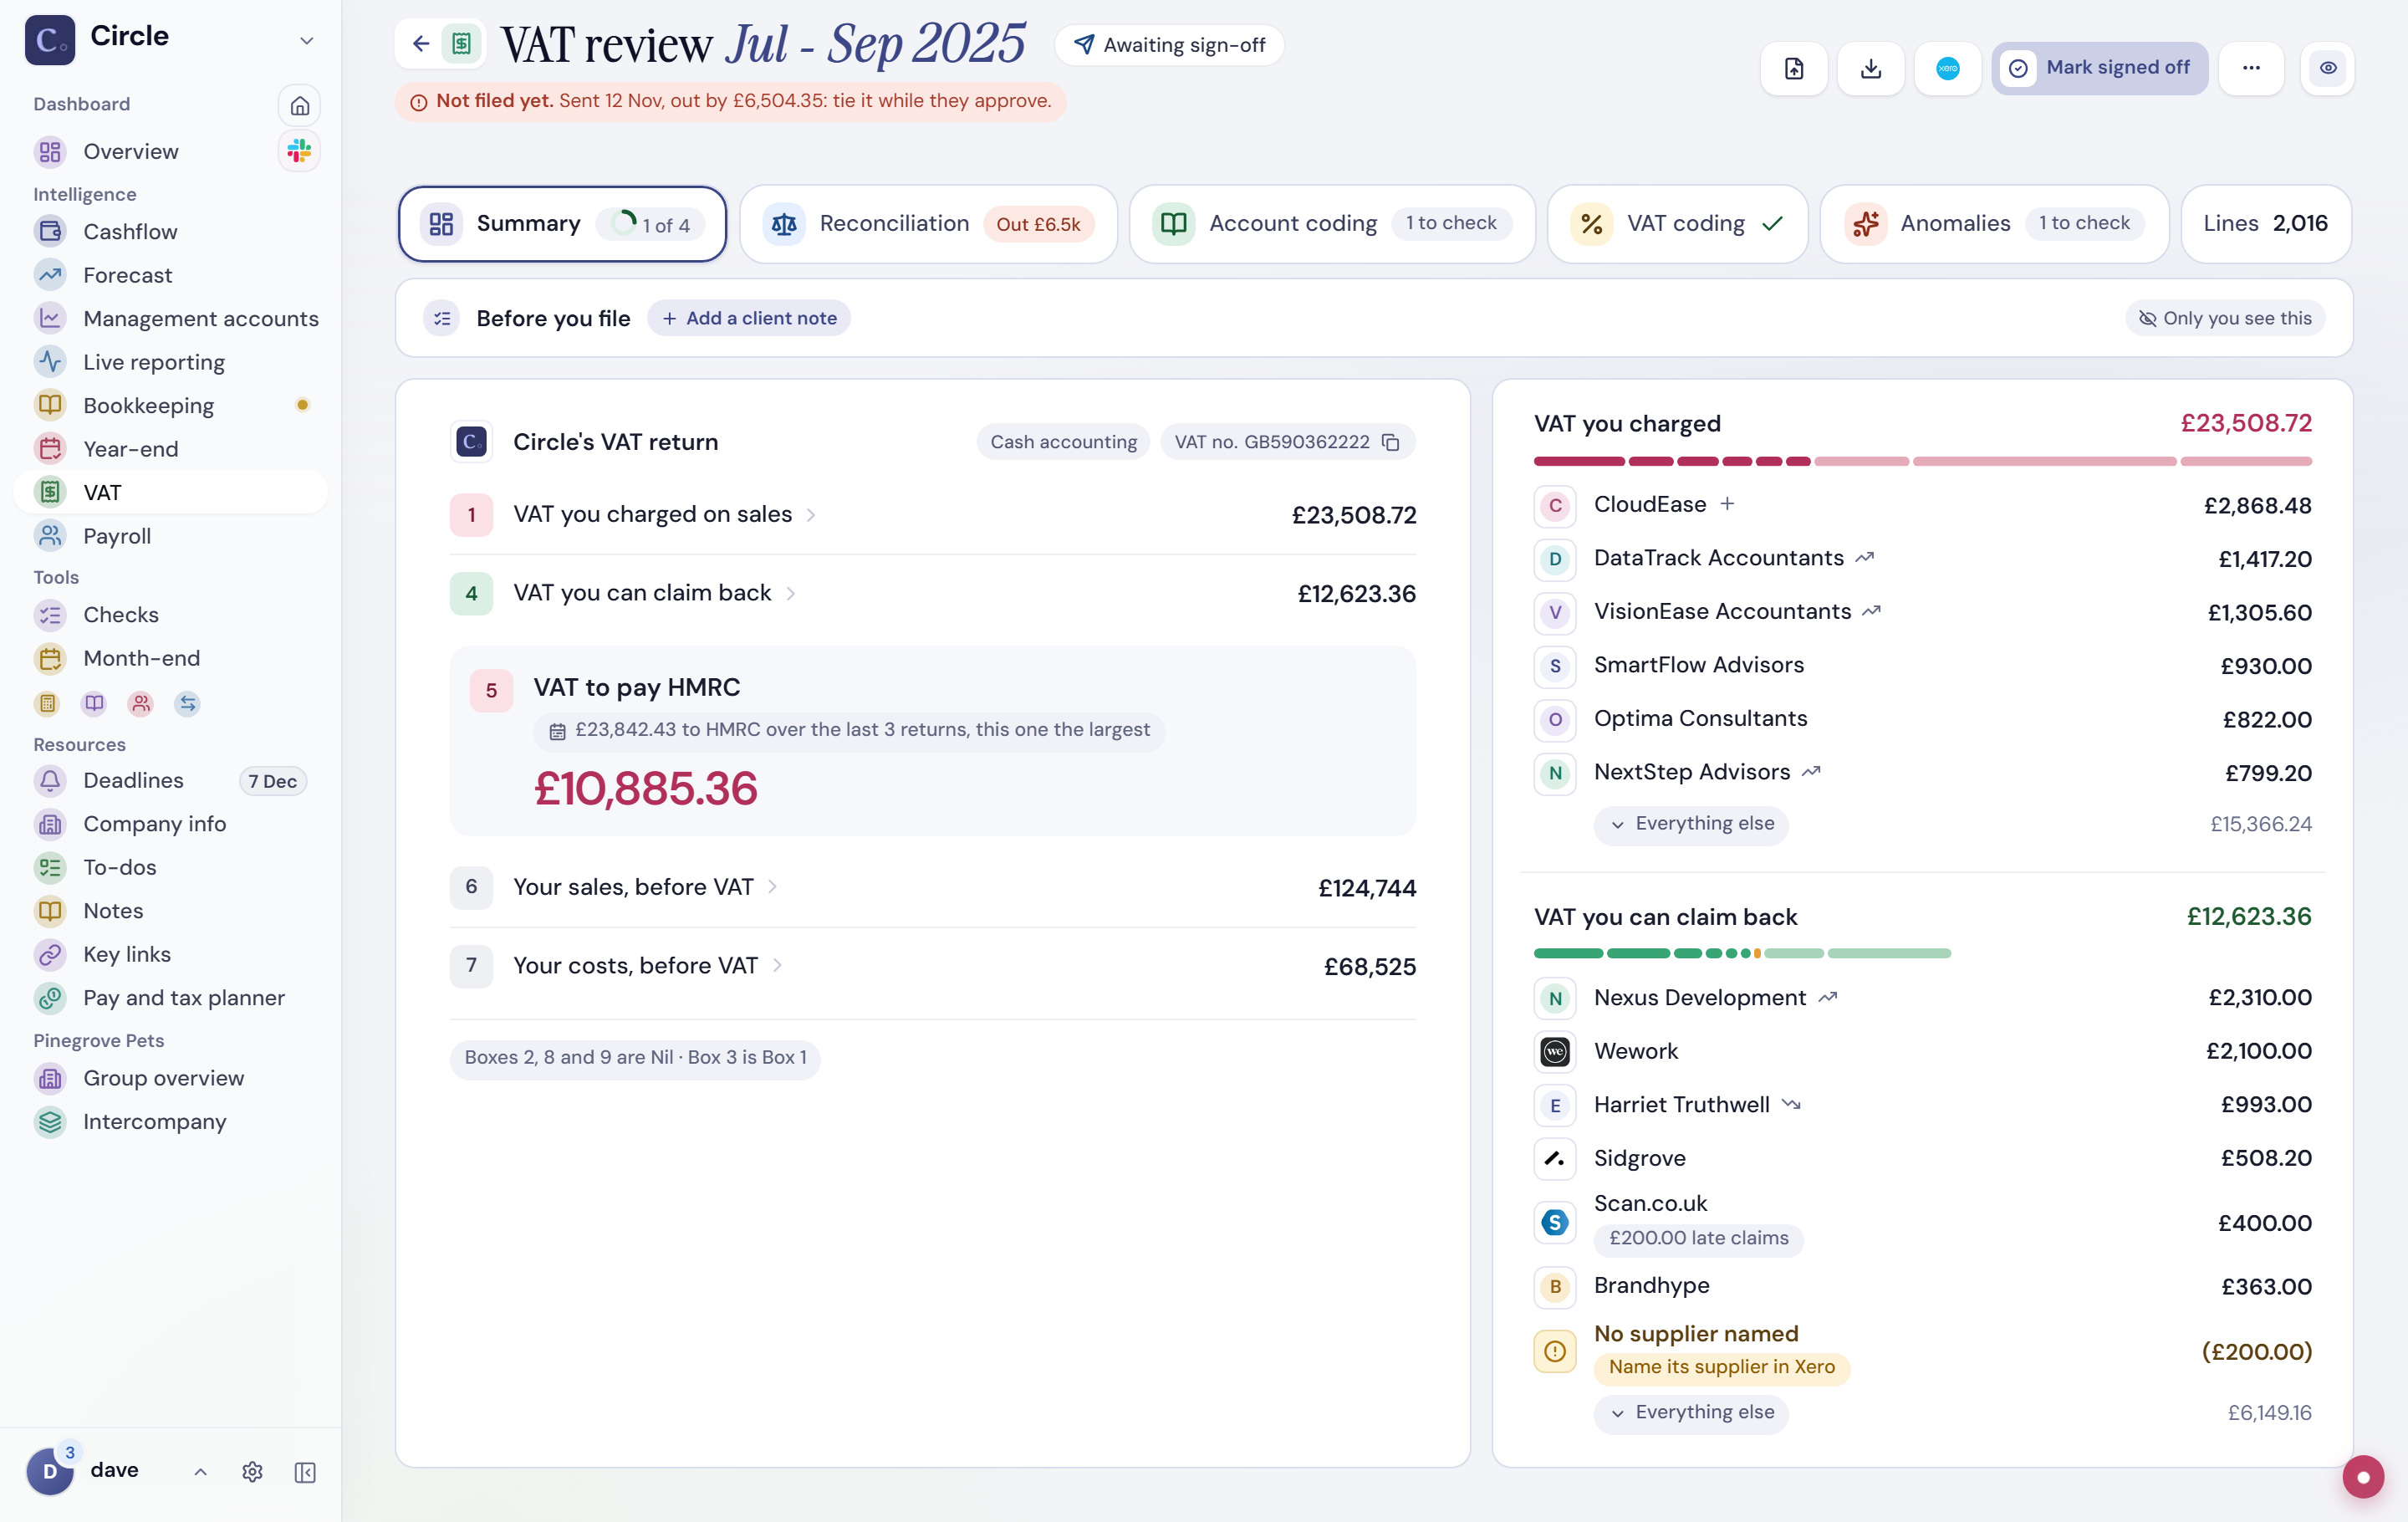 C.
Circle
Dashboard
Overview
Intelligence
Cashflow
Forecast
Management accounts
Live reporting
Bookkeeping
Year-end
VAT
Payroll
Tools
Checks
Month-end
Resources
Deadlines 7 Dec
Company info
To-dos
Notes
Key links
Pay and tax planner
Pinegrove Pets
Group overview
Intercompany
D 3 dave
VAT review Jul - Sep 2025
Awaiting sign-off
Not filed yet. Sent 12 Nov, out by £6,504.35: tie it while they approve.
xero
Mark signed off
Summary 1 of 4
Reconciliation Out £6.5k
Account coding 1 to check
VAT coding
Anomalies 1 to check
Lines 2,016
Before you file + Add a client note
Only you see this
C. Circle's VAT return
Cash accounting
VAT no. GB590362222
1 VAT you charged on sales £23,508.72
4 VAT you can claim back £12,623.36
5 VAT to pay HMRC
£23,842.43 to HMRC over the last 3 returns, this one the largest
£10,885.36
6 Your sales, before VAT £124,744
7 Your costs, before VAT £68,525
Boxes 2, 8 and 9 are Nil · Box 3 is Box 1
VAT you charged £23,508.72
C CloudEase + £2,868.48
D DataTrack Accountants £1,417.20
V VisionEase Accountants £1,305.60
S SmartFlow Advisors £930.00
O Optima Consultants £822.00
N NextStep Advisors £799.20
Everything else £15,366.24
VAT you can claim back £12,623.36
N Nexus Development £2,310.00
we Wework £2,100.00
E Harriet Truthwell £993.00
Sidgrove £508.20
S Scan.co.uk £400.00
£200.00 late claims
B Brandhype £363.00
No supplier named (£200.00)
Name its supplier in Xero
Everything else £6,149.16